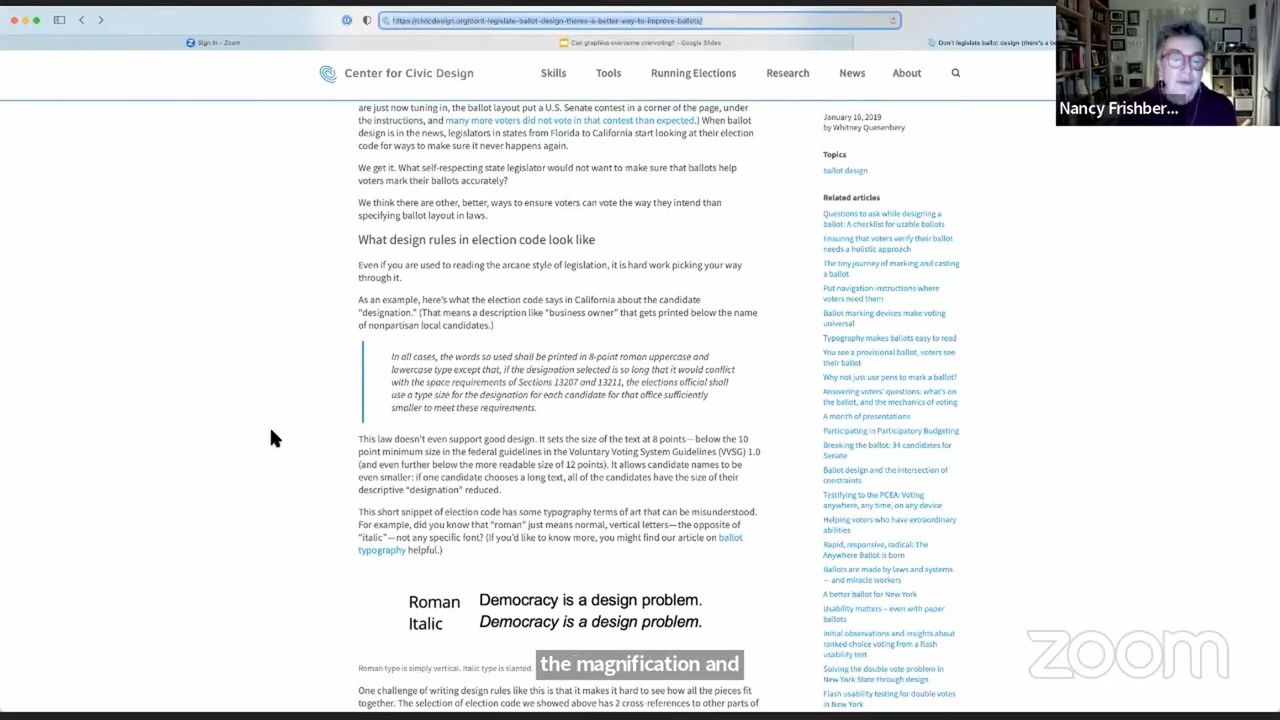 https://civicdesign.org/dont-legislate-ballot-design-theres-a-better-way-to-improve-ballots/
Sign In - Zoom
Can graphics overcome overvoting? - Google Slides
Don't legislate ballot design (there's a be
Nancy Frishber...
Center for Civic Design
Skills
Tools
Running Elections
Research
News
About
are just now tuning in, the ballot layout put a U.S. Senate contest in a corner of the page, under
the instructions, and many more voters did not vote in that contest than expected.) When ballot
design is in the news, legislators in states from Florida to California start looking at their election
code for ways to make sure it never happens again.
We get it. What self-respecting state legislator would not want to make sure that ballots help
voters mark their ballots accurately?
We think there are other, better, ways to ensure voters can vote the way they intend than
specifying ballot layout in laws.
What design rules in election code look like
Even if you are used to reading the arcane style of legislation, it is hard work picking your way
through it.
As an example, here's what the election code says in California about the candidate
"designation." (That means a description like "business owner" that gets printed below the name
of nonpartisan local candidates.)
In all cases, the words so used shall be printed in 8-point roman uppercase and
lowercase type except that, if the designation selected is so long that it would conflict
with the space requirements of Sections 13207 and 13211, the elections official shall
use a type size for the designation for each candidate for that office sufficiently
smaller to meet these requirements.
This law doesn't even support good design. It sets the size of the text at 8 points—below the 10
point minimum size in the federal guidelines in the Voluntary Voting System Guidelines (VVSG) 1.0
(and even further below the more readable size of 12 points). It allows candidate names to be
even smaller: if one candidate chooses a long text, all of the candidates have the size of their
descriptive "designation" reduced.
This short snippet of election code has some typography terms of art that can be misunderstood.
For example, did you know that "roman" just means normal, vertical letters—the opposite of
"italic"—not any specific font? (If you'd like to know more, you might find our article on ballot
typography helpful.)
Roman Democracy is a design problem.
Italic Democracy is a design problem.
Roman type is simply vertical. Italic type is slanted.
the magnification and
One challenge of writing design rules like this is that it makes it hard to see how all the pieces fit
together. The selection of election code we showed above has 2 cross-references to other parts of
January 16, 2019
by Whitney Quesenbery
Topics
ballot design
Related articles
Questions to ask while designing a
ballot: A checklist for usable ballots
Ensuring that voters verify their ballot
needs a holistic approach
The tiny journey of marking and casting
a ballot
Put navigation instructions where
voters need them
Ballot marking devices make voting
universal
Typography makes ballots easy to read
You see a provisional ballot, voters see
their ballot
Why not just use pens to mark a ballot?
Answering voters' questions: what's on
the ballot, and the mechanics of voting
A month of presentations
Participating in Participatory Budgeting
Breaking the ballot: 34 candidates for
Senate
Ballot design and the intersection of
constraints
Testifying to the PCEA: Voting
anywhere, any time, on any device
Helping voters who have extraordinary
abilities
Rapid, responsive, radical: The
Anywhere Ballot is born
Ballots are made by laws and systems
— and miracle workers
A better ballot for New York
Usability matters – even with paper
ballots
Initial observations and insights about
ranked choice voting from a flash
usability test
Solving the double vote problem in
New York State through design
Flash usability testing for double votes
in New York
zoom